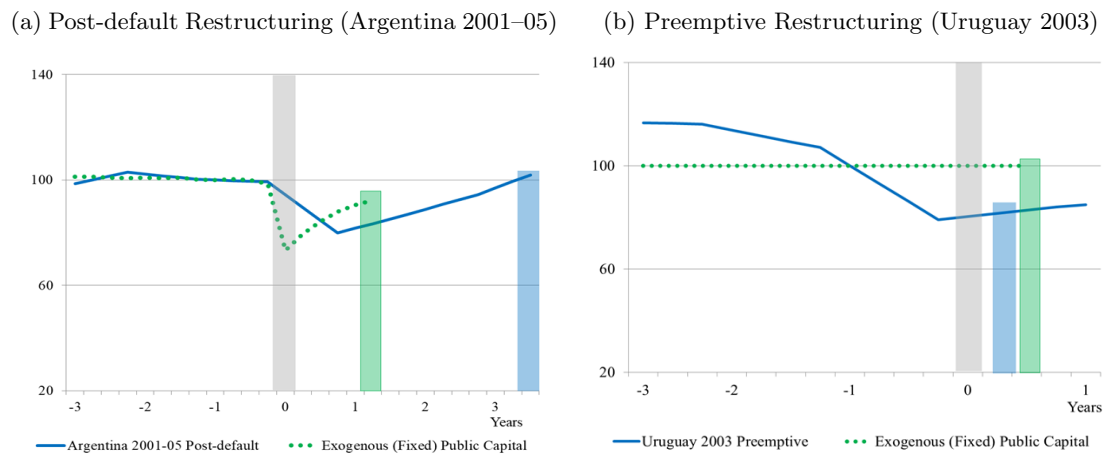 (a) Post-default Restructuring (Argentina 2001–05)
140
100
60
20
-3 -2 -1 0 1 2 3
Years
Argentina 2001-05 Post-default Exogenous (Fixed) Public Capital
(b) Preemptive Restructuring (Uruguay 2003)
140
100
60
20
-3 -2 -1 0 1
Years
Uruguay 2003 Preemptive Exogenous (Fixed) Public Capital